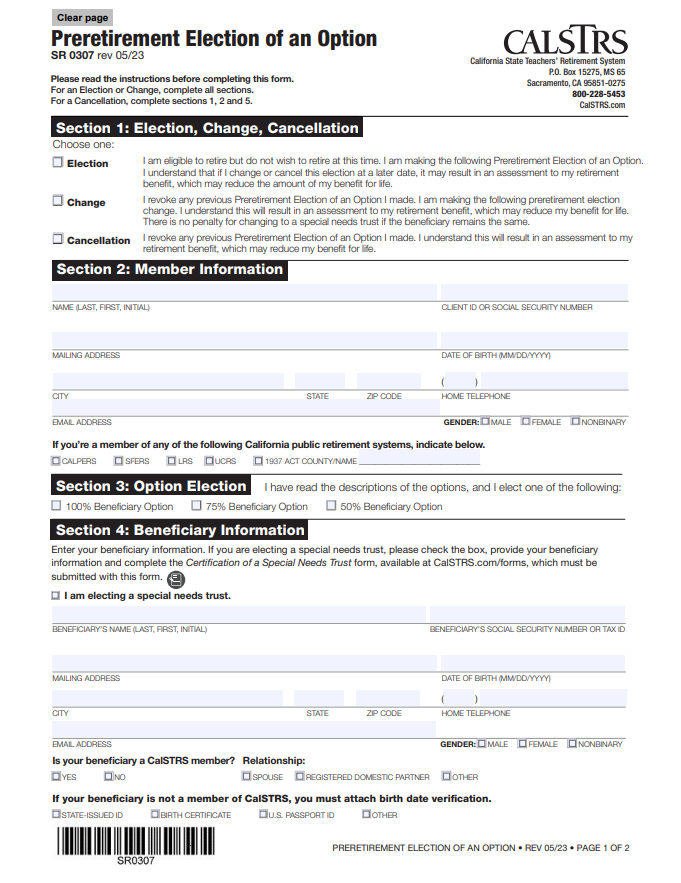 Clear page
Preretirement Election of an Option
SR 0307 rev 05/23
Please read the instructions before completing this form.
For an Election or Change, complete all sections.
For a Cancellation, complete sections 1, 2 and 5.
CALSTRS
California State Teachers' Retirement System
P.O. Box 15275, MS 65
Sacramento, CA 95851-0275
800-228-5453
CalSTRS.com
Section 1: Election, Change, Cancellation
Choose one:
Election
I am eligible to retire but do not wish to retire at this time. I am making the following Preretirement Election of an Option.
I understand that if I change or cancel this election at a later date, it may result in an assessment to my retirement
benefit, which may reduce the amount of my benefit for life.
Change
I revoke any previous Preretirement Election of an Option I made. I am making the following preretirement election
change. I understand this will result in an assessment to my retirement benefit, which may reduce my benefit for life.
There is no penalty for changing to a special needs trust if the beneficiary remains the same.
Cancellation
I revoke any previous Preretirement Election of an Option I made. I understand this will result in an assessment to my
retirement benefit, which may reduce my benefit for life.
Section 2: Member Information
NAME (LAST, FIRST, INITIAL) CLIENT ID OR SOCIAL SECURITY NUMBER
MAILING ADDRESS DATE OF BIRTH (MM/DD/YYYY)
( )
CITY STATE ZIP CODE HOME TELEPHONE
EMAIL ADDRESS GENDER: MALE FEMALE NONBINARY
If you're a member of any of the following California public retirement systems, indicate below.
CALPERS SFERS LRS UCRS 1937 ACT COUNTY/NAME
Section 3: Option Election I have read the descriptions of the options, and I elect one of the following:
100% Beneficiary Option 75% Beneficiary Option 50% Beneficiary Option
Section 4: Beneficiary Information
Enter your beneficiary information. If you are electing a special needs trust, please check the box, provide your beneficiary
information and complete the Certification of a Special Needs Trust form, available at CalSTRS.com/forms, which must be
submitted with this form.
I am electing a special needs trust.
BENEFICIARY'S NAME (LAST, FIRST, INITIAL) BENEFICIARY'S SOCIAL SECURITY NUMBER OR TAX ID
MAILING ADDRESS DATE OF BIRTH (MM/DD/YYYY)
( )
CITY STATE ZIP CODE HOME TELEPHONE
EMAIL ADDRESS GENDER: MALE FEMALE NONBINARY
Is your beneficiary a CalSTRS member? Relationship:
YES NO SPOUSE REGISTERED DOMESTIC PARTNER OTHER
If your beneficiary is not a member of CalSTRS, you must attach birth date verification.
STATE-ISSUED ID BIRTH CERTIFICATE U.S. PASSPORT ID OTHER
SR0307
PRERETIREMENT ELECTION OF AN OPTION • REV 05/23 • PAGE 1 OF 2